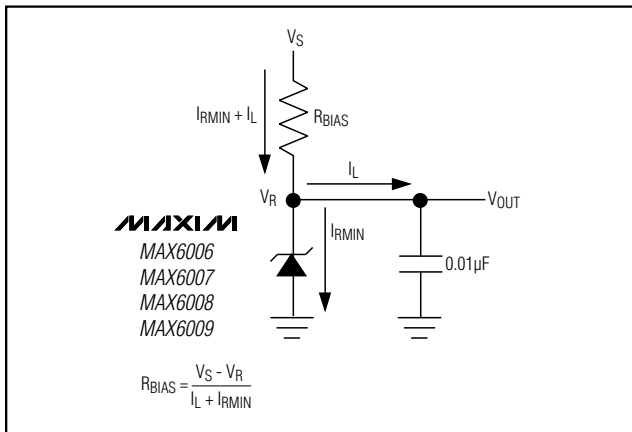 VS
IRMIN + IL
RBIAS
IL
VR
VOUT
IRMIN
MAXIM
MAX6006
MAX6007
MAX6008
MAX6009
0.01µF
RBIAS = VS - VR
IL + IRMIN